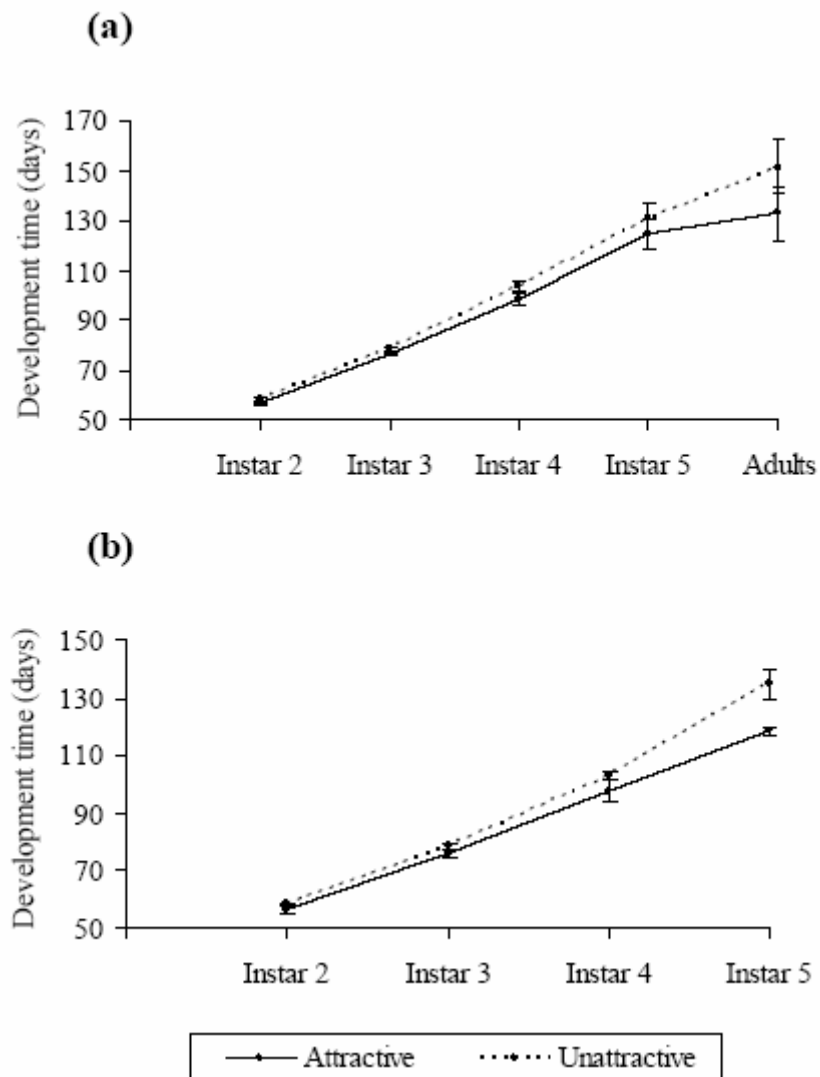 (a)
Development time (days)
170
150
130
110
90
70
50
Instar 2 Instar 3 Instar 4 Instar 5 Adults
(b)
Development time (days)
150
130
110
90
70
50
Instar 2 Instar 3 Instar 4 Instar 5
Attractive Unattractive